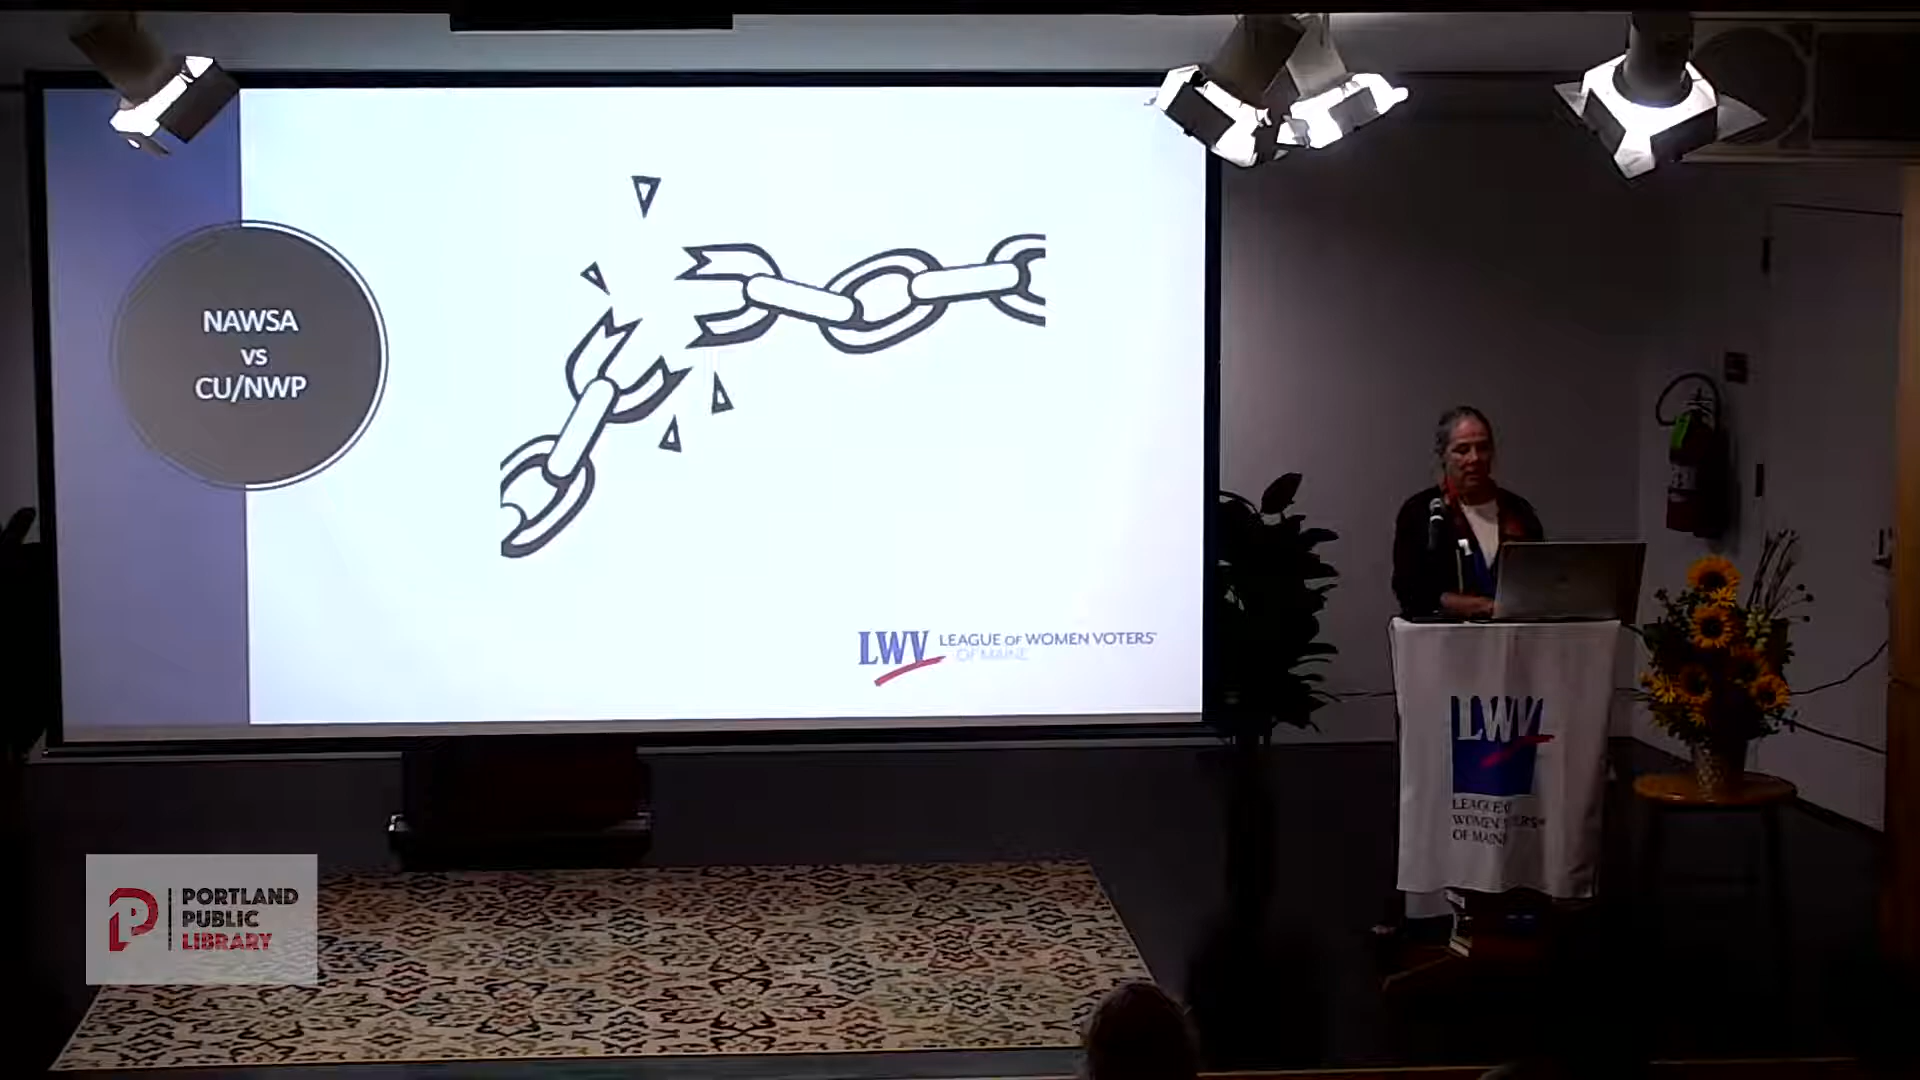 NAWSA
vs
CU/NWP
LWV LEAGUE OF WOMEN VOTERS®
OF MAINE
LWV
LEAGUE OF
WOMEN VOTERS®
OF MAINE
PORTLAND
PUBLIC
LIBRARY